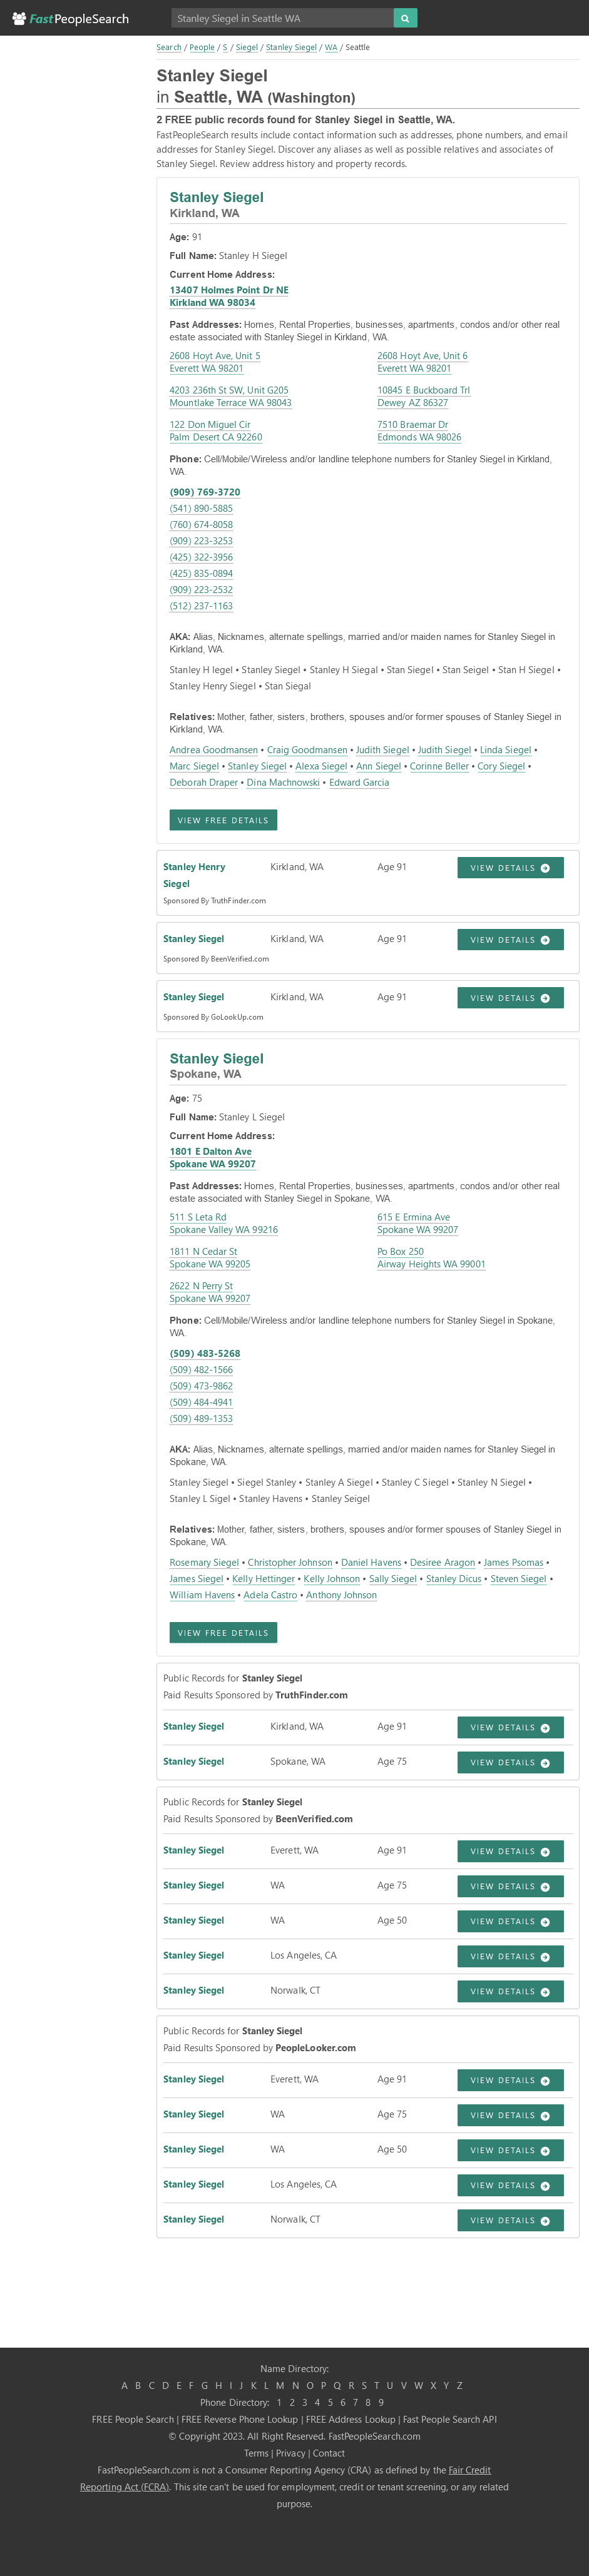 FastPeopleSearch
Stanley Siegel in Seattle WA
Search / People / S / Siegel / Stanley Siegel / WA / Seattle
Stanley Siegel
in Seattle, WA (Washington)
2 FREE public records found for Stanley Siegel in Seattle, WA.
FastPeopleSearch results include contact information such as addresses, phone numbers, and email
addresses for Stanley Siegel. Discover any aliases as well as possible relatives and associates of
Stanley Siegel. Review address history and property records.
Stanley Siegel
Kirkland, WA
Age: 91
Full Name: Stanley H Siegel
Current Home Address:
13407 Holmes Point Dr NE
Kirkland WA 98034
Past Addresses: Homes, Rental Properties, businesses, apartments, condos and/or other real
estate associated with Stanley Siegel in Kirkland, WA.
2608 Hoyt Ave, Unit 5
Everett WA 98201
2608 Hoyt Ave, Unit 6
Everett WA 98201
4203 236th St SW, Unit G205
Mountlake Terrace WA 98043
10845 E Buckboard Trl
Dewey AZ 86327
122 Don Miguel Cir
Palm Desert CA 92260
7510 Braemar Dr
Edmonds WA 98026
Phone: Cell/Mobile/Wireless and/or landline telephone numbers for Stanley Siegel in Kirkland,
WA.
(909) 769-3720
(541) 890-5885
(760) 674-8058
(909) 223-3253
(425) 322-3956
(425) 835-0894
(909) 223-2532
(512) 237-1163
AKA: Alias, Nicknames, alternate spellings, married and/or maiden names for Stanley Siegel in
Kirkland, WA.
Stanley H Iegel • Stanley Siegel • Stanley H Siegal • Stan Siegel • Stan Seigel • Stan H Siegel •
Stanley Henry Siegel • Stan Siegal
Relatives: Mother, father, sisters, brothers, spouses and/or former spouses of Stanley Siegel in
Kirkland, WA.
Andrea Goodmansen • Craig Goodmansen • Judith Siegel • Judith Siegel • Linda Siegel •
Marc Siegel • Stanley Siegel • Alexa Siegel • Ann Siegel • Corinne Beller • Cory Siegel •
Deborah Draper • Dina Machnowski • Edward Garcia
VIEW FREE DETAILS
Stanley Henry
Siegel
Kirkland, WA
Age 91
VIEW DETAILS
Sponsored By TruthFinder.com
Stanley Siegel Kirkland, WA Age 91 VIEW DETAILS
Sponsored By BeenVerified.com
Stanley Siegel Kirkland, WA Age 91 VIEW DETAILS
Sponsored By GoLookUp.com
Stanley Siegel
Spokane, WA
Age: 75
Full Name: Stanley L Siegel
Current Home Address:
1801 E Dalton Ave
Spokane WA 99207
Past Addresses: Homes, Rental Properties, businesses, apartments, condos and/or other real
estate associated with Stanley Siegel in Spokane, WA.
511 S Leta Rd
Spokane Valley WA 99216
615 E Ermina Ave
Spokane WA 99207
1811 N Cedar St
Spokane WA 99205
Po Box 250
Airway Heights WA 99001
2622 N Perry St
Spokane WA 99207
Phone: Cell/Mobile/Wireless and/or landline telephone numbers for Stanley Siegel in Spokane,
WA.
(509) 483-5268
(509) 482-1566
(509) 473-9862
(509) 484-4941
(509) 489-1353
AKA: Alias, Nicknames, alternate spellings, married and/or maiden names for Stanley Siegel in
Spokane, WA.
Stanley Siegel • Siegel Stanley • Stanley A Siegel • Stanley C Siegel • Stanley N Siegel •
Stanley L Sigel • Stanley Havens • Stanley Seigel
Relatives: Mother, father, sisters, brothers, spouses and/or former spouses of Stanley Siegel in
Spokane, WA.
Rosemary Siegel • Christopher Johnson • Daniel Havens • Desiree Aragon • James Psomas •
James Siegel • Kelly Hettinger • Kelly Johnson • Sally Siegel • Stanley Dicus • Steven Siegel •
William Havens • Adela Castro • Anthony Johnson
VIEW FREE DETAILS
Public Records for Stanley Siegel
Paid Results Sponsored by TruthFinder.com
Stanley Siegel Kirkland, WA Age 91 VIEW DETAILS
Stanley Siegel Spokane, WA Age 75 VIEW DETAILS
Public Records for Stanley Siegel
Paid Results Sponsored by BeenVerified.com
Stanley Siegel Everett, WA Age 91 VIEW DETAILS
Stanley Siegel WA Age 75 VIEW DETAILS
Stanley Siegel WA Age 50 VIEW DETAILS
Stanley Siegel Los Angeles, CA VIEW DETAILS
Stanley Siegel Norwalk, CT VIEW DETAILS
Public Records for Stanley Siegel
Paid Results Sponsored by PeopleLooker.com
Stanley Siegel Everett, WA Age 91 VIEW DETAILS
Stanley Siegel WA Age 75 VIEW DETAILS
Stanley Siegel WA Age 50 VIEW DETAILS
Stanley Siegel Los Angeles, CA VIEW DETAILS
Stanley Siegel Norwalk, CT VIEW DETAILS
Name Directory:
A B C D E F G H I J K L M N O P Q R S T U V W X Y Z
Phone Directory: 1 2 3 4 5 6 7 8 9
FREE People Search | FREE Reverse Phone Lookup | FREE Address Lookup | Fast People Search API
© Copyright 2023. All Right Reserved. FastPeopleSearch.com
Terms | Privacy | Contact
FastPeopleSearch.com is not a Consumer Reporting Agency (CRA) as defined by the Fair Credit
Reporting Act (FCRA). This site can't be used for employment, credit or tenant screening, or any related
purpose.